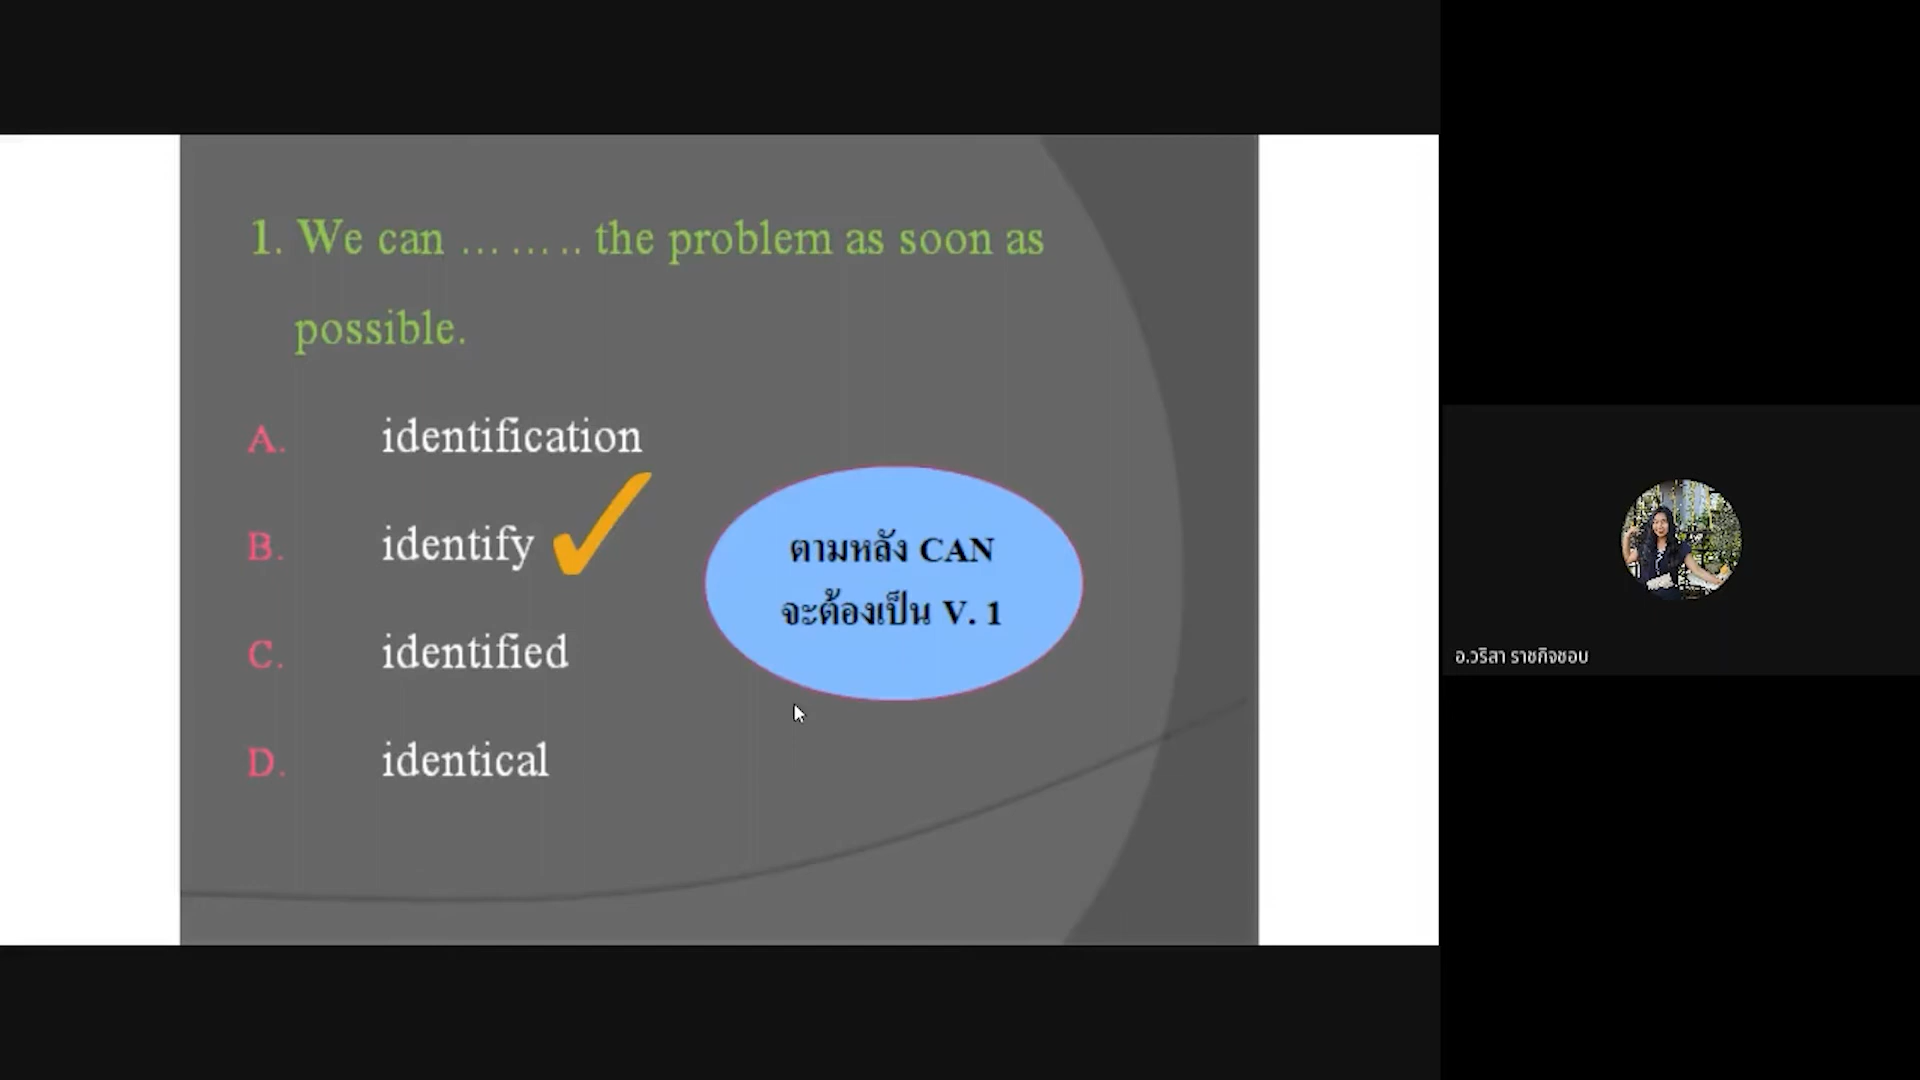 1. We can ........ the problem as soon as
possible.
A. identification
B. identify
C. identified
D. identical
ตามหลัง CAN
จะต้องเป็น V. 1
อ.วริสา ราชกิจชอบ